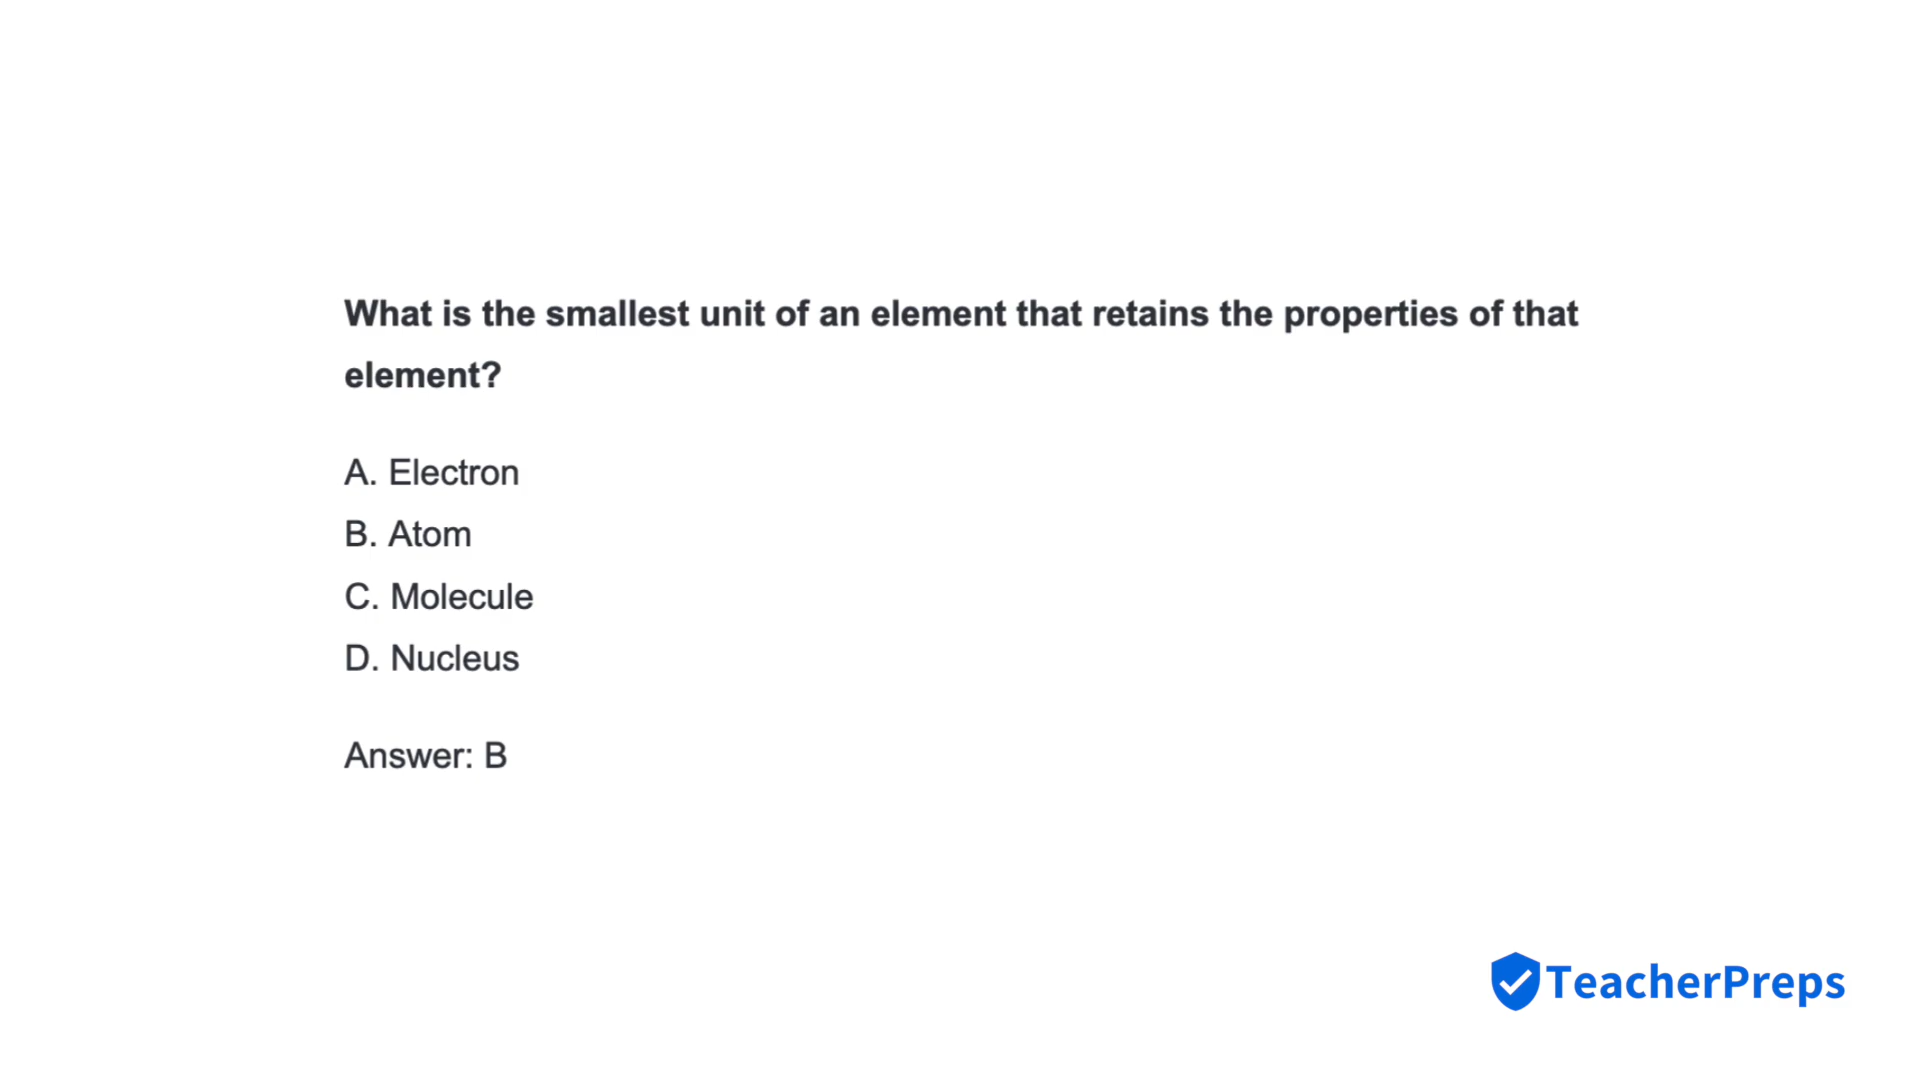 What is the smallest unit of an element that retains the properties of that
element?
A. Electron
B. Atom
C. Molecule
D. Nucleus
Answer: B
TeacherPreps